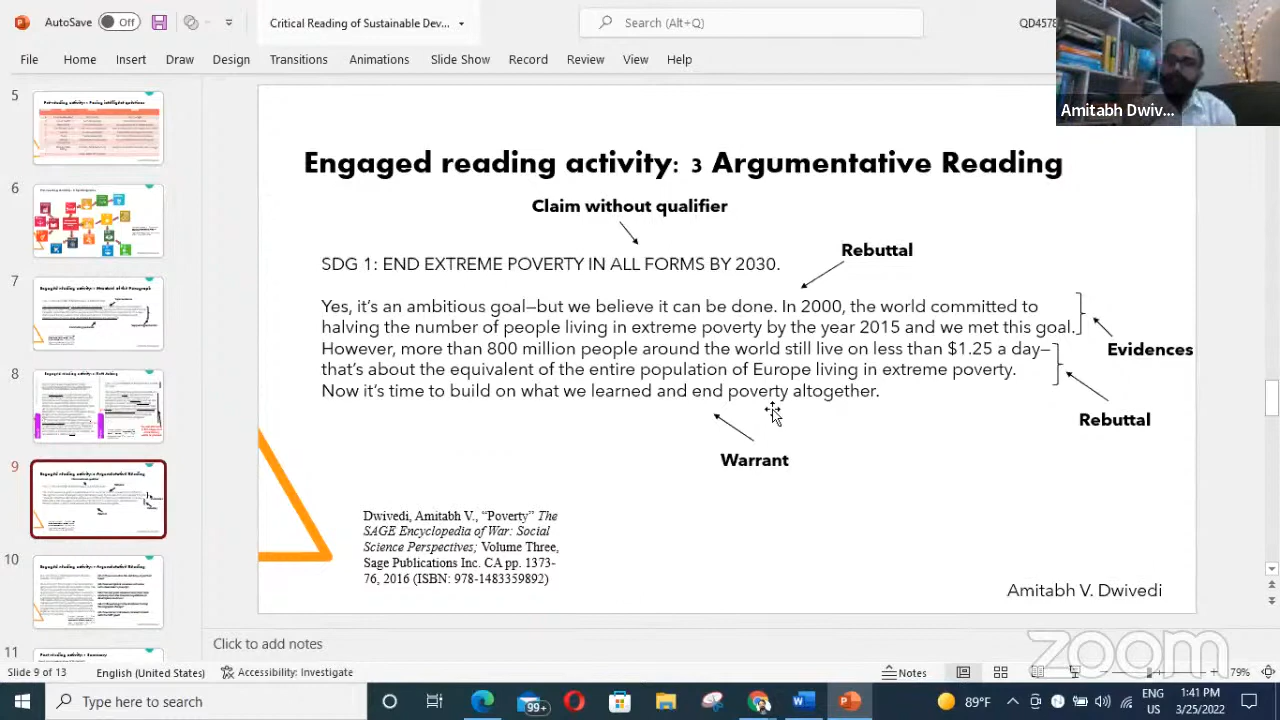 AutoSave
Off
Critical Reading of Sustainable Dev...
Search (Alt+Q)
QD4578
Amitabh Dwiv...
File
Home
Insert
Draw
Design
Transitions
Animations
Slide Show
Record
Review
View
Help
5
6
7
8
9
10
11
Engaged reading activity: 3 Argumentative Reading
Claim without qualifier
Rebuttal
SDG 1: END EXTREME POVERTY IN ALL FORMS BY 2030.
Yes, it's an ambitious goal—but we believe it can be done. In 2000, the world committed to
halving the number of people living in extreme poverty by the year 2015 and we met this goal.
However, more than 800 million people around the world still live on less than $1.25 a day—
that's about the equivalent of the entire population of Europe living in extreme poverty.
Now it's time to build on what we learned and end poverty altogether.
Evidences
Rebuttal
Warrant
Dwivedi, Amitabh V., "Poverty" The
SAGE Encyclopedia of War: Social
Science Perspectives, Volume Three,
Sage Publications Inc. CA pp. 1373-
76, 2016 (ISBN:
Amitabh V. Dwivedi
zoom
Click to add notes
Slide 9 of 13
English (United States)
Accessibility: Investigate
Notes
79%
Type here to search
99+
89°F
ENG
US
1:41 PM
3/25/2022